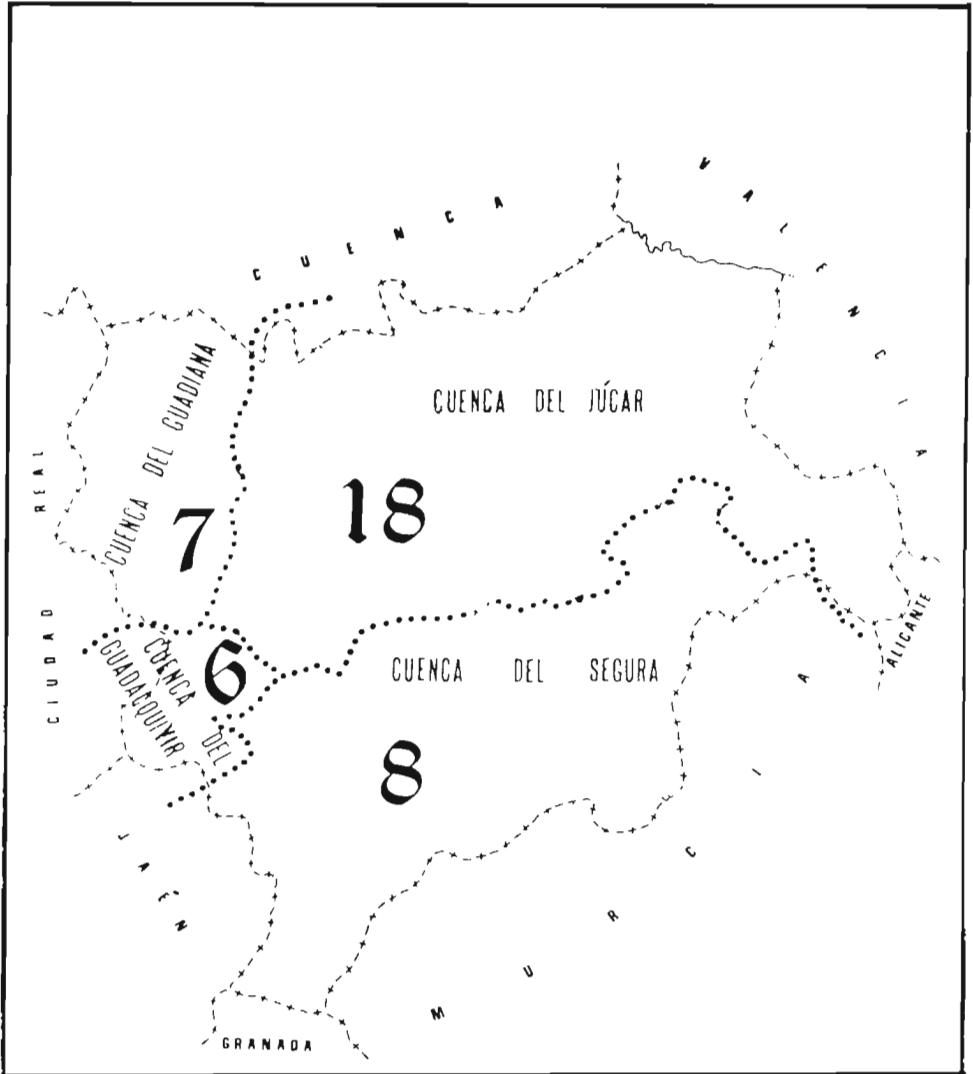 CUENCA
VALENCIA
CUENCA DEL GUADIANA
CUENCA DEL JÚCAR
CIUDAD REAL
7
18
CUENCA DEL
GUADALQUIVIR
6
CUENCA DEL SEGURA
ALICANTE
8
JAÉN
MURCIA
GRANADA